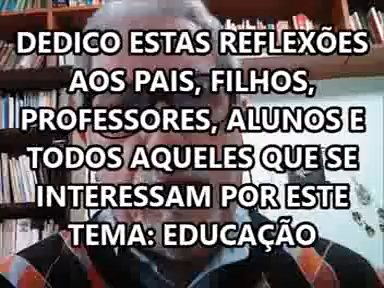 DEDICO ESTAS REFLEXÕES
AOS PAIS, FILHOS,
PROFESSORES, ALUNOS E
TODOS AQUELES QUE SE
INTERESSAM POR ESTE
TEMA: EDUCAÇÃO